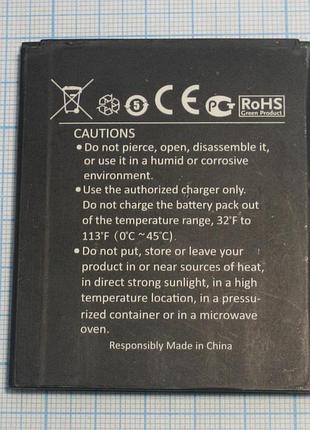 5 CE PC RoHS
Green Product
CAUTIONS
● Do not pierce, open, disassemble it,
or use it in a humid or corrosive
environment.
● Use the authorized charger only.
Do not charge the battery pack out
of the temperature range, 32°F to
113°F (0℃ ~45℃).
● Do not put, store or leave your
product in or near sources of heat,
in direct strong sunlight, in a high
temperature location, in a pressu-
rized container or in a microwave
oven.
Responsibly Made in China